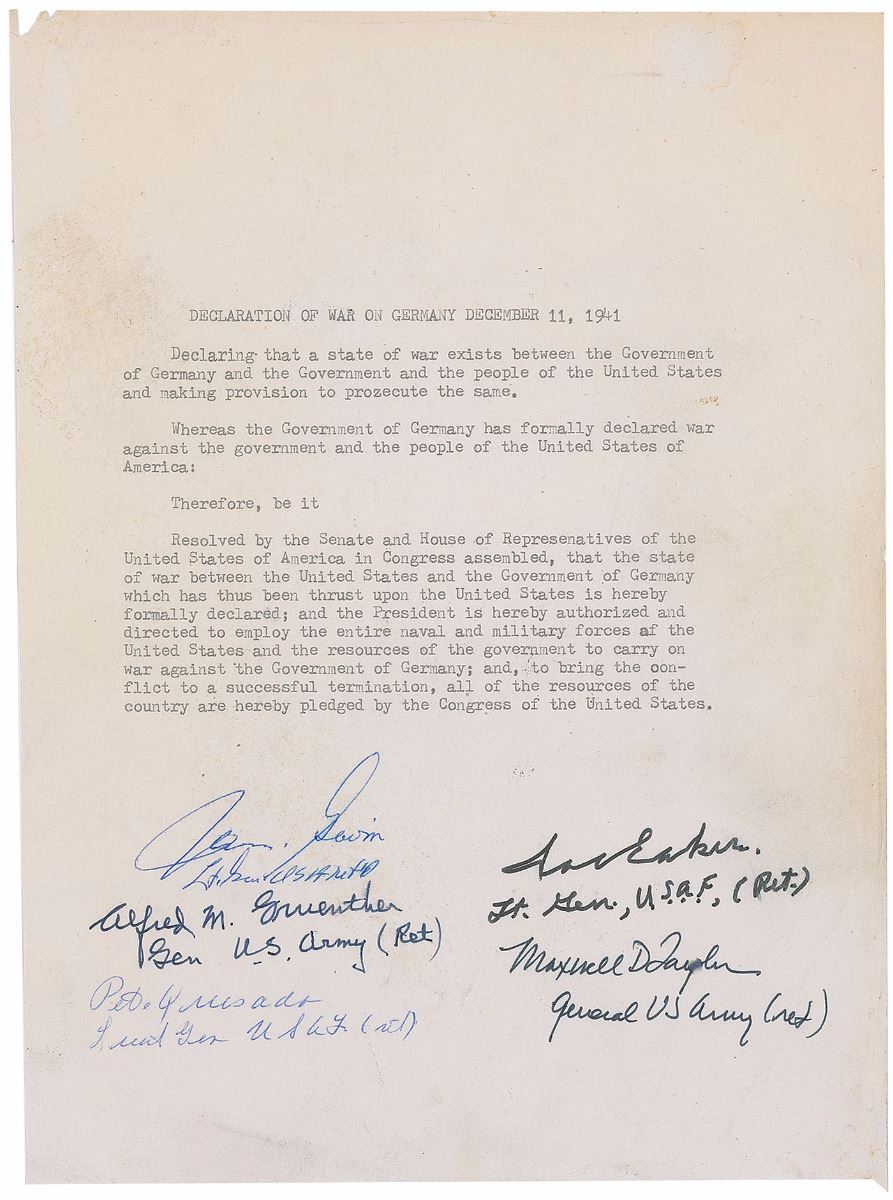 DECLARATION OF WAR ON GERMANY DECEMBER 11, 1941
Declaring that a state of war exists between the Government
of Germany and the Government and the people of the United States
and making provision to prozecute the same.
Whereas the Government of Germany has formally declared war
against the government and the people of the United States of
America:
Therefore, be it
Resolved by the Senate and House of Represenatives of the
United States of America in Congress assembled, that the state
of war between the United States and the Government of Germany
which has thus been thrust upon the United States is hereby
formally declared; and the President is hereby authorized and
directed to employ the entire naval and military forces af the
United States and the resources of the government to carry on
war against the Government of Germany; and, to bring the con-
flict to a successful termination, all of the resources of the
country are hereby pledged by the Congress of the United States.
Gavin
Lt. Gen USA ret'd
Alfred M. Gruenther
Gen U.S. Army (Ret)
Pete Quesada
Gen USAF (ret)
Ira Eaker.
Lt. Gen., U.S.A.F., (Ret.)
Maxwell D Taylor
General US Army (ret)